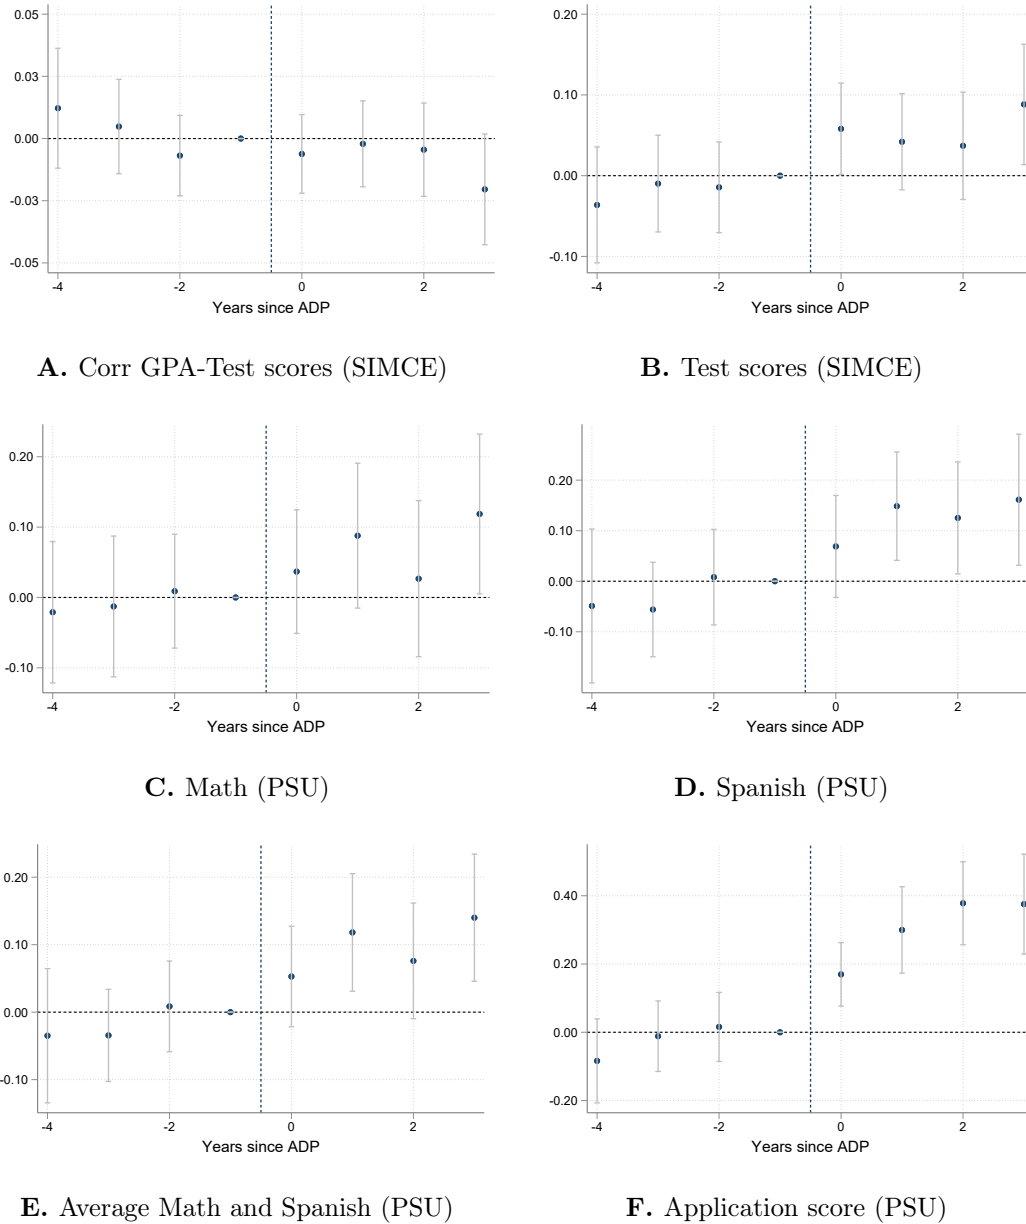 0.05
0.03
0.00
-0.03
-0.05
-4 -2 0 2
Years since ADP
0.20
0.10
0.00
-0.10
-4 -2 0 2
Years since ADP
A. Corr GPA-Test scores (SIMCE)
B. Test scores (SIMCE)
0.20
0.10
0.00
-0.10
-4 -2 0 2
Years since ADP
0.20
0.10
0.00
-0.10
-4 -2 0 2
Years since ADP
C. Math (PSU)
D. Spanish (PSU)
0.20
0.10
0.00
-0.10
-4 -2 0 2
Years since ADP
0.40
0.20
0.00
-0.20
-4 -2 0 2
Years since ADP
E. Average Math and Spanish (PSU)
F. Application score (PSU)